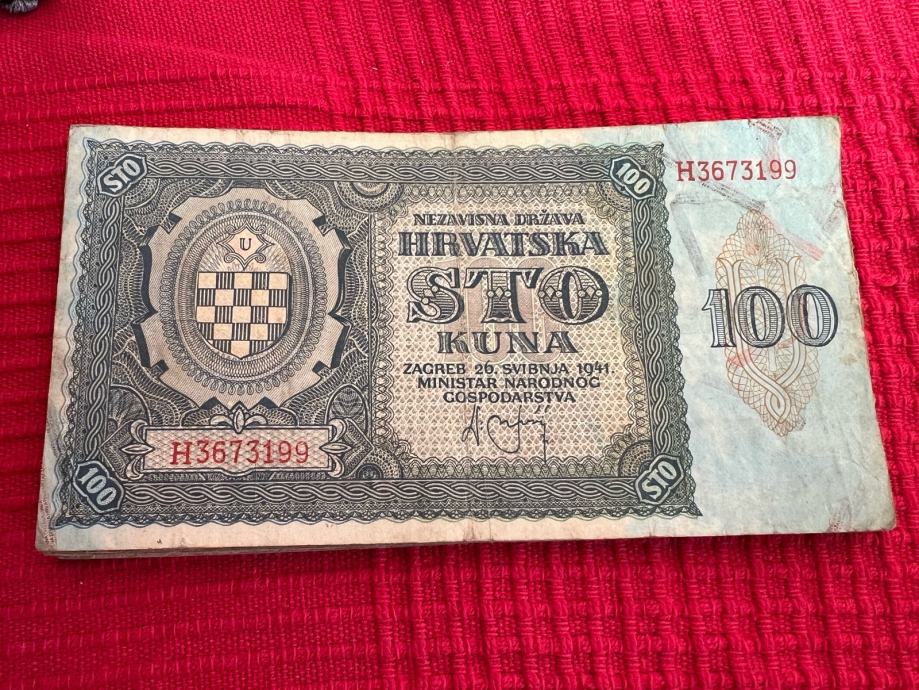 STO
100
H3673199
U
NEZAVISNA DRŽAVA
HRVATSKA
STO
KUNA
ZAGREB 26. SVIBNJA 1941.
MINISTAR NARODNOG
GOSPODARSTVA
100
H3673199
100
STO